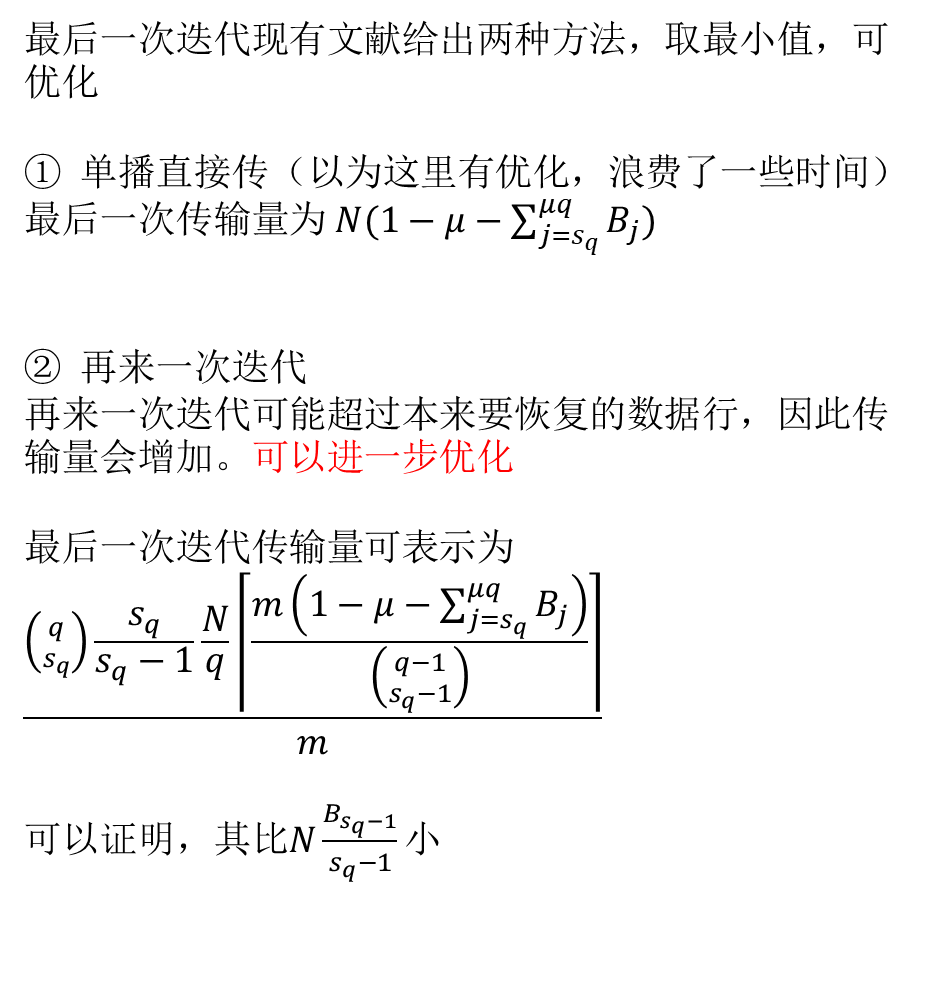 最后一次迭代现有文献给出两种方法，取最小值，可
优化
① 单播直接传（以为这里有优化，浪费了一些时间）
最后一次传输量为 $N(1-\mu-\sum_{j=s_q}^{\mu q} B_j)$
② 再来一次迭代
再来一次迭代可能超过本来要恢复的数据行，因此传
输量会增加。可以进一步优化
最后一次迭代传输量可表示为
$\frac{\binom{q}{s_q}\frac{s_q}{s_q-1}\frac{N}{q}\left\lceil\frac{m\left(1-\mu-\sum_{j=s_q}^{\mu q} B_j\right)}{\binom{q-1}{s_q-1}}\right\rceil}{m}$
可以证明，其比$N\frac{B_{s_q-1}}{s_q-1}$小